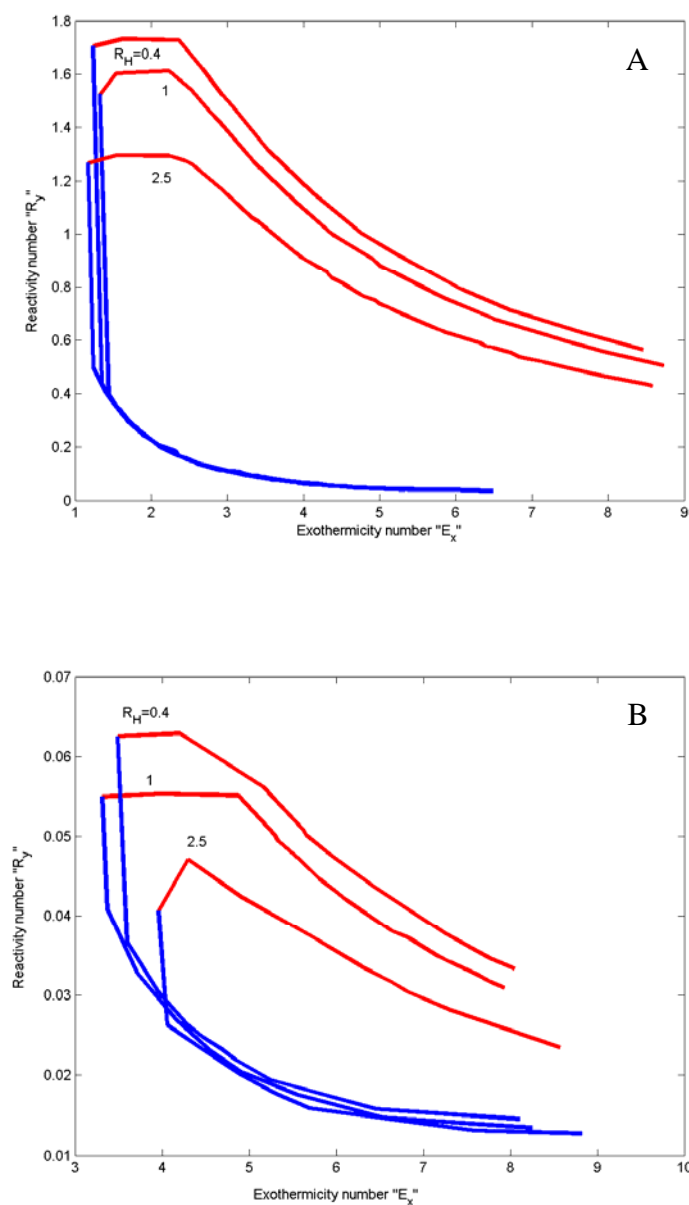 A
R_H=0.4
1
2.5
Reactivity number "R_y"
1.8
1.6
1.4
1.2
1
0.8
0.6
0.4
0.2
0
1 2 3 4 5 6 7 8 9
Exothermicity number "E_x"
B
R_H=0.4
1
2.5
Reactivity number "R_y"
0.07
0.06
0.05
0.04
0.03
0.02
0.01
3 4 5 6 7 8 9 10
Exothermicity number "E_x"